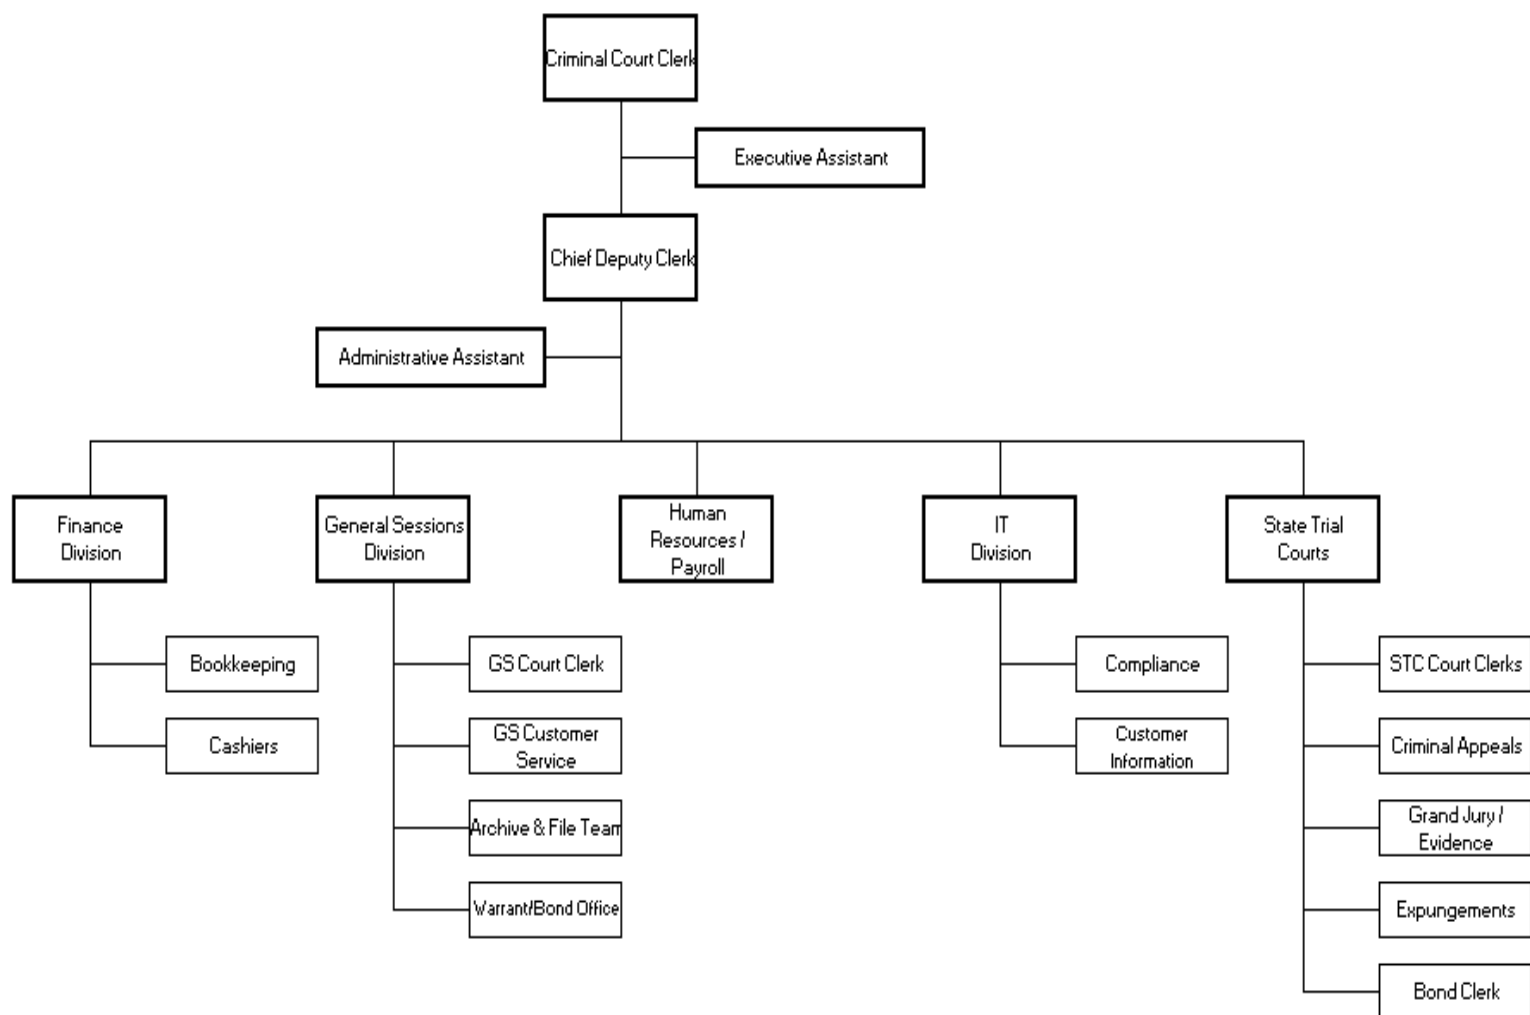 Criminal Court Clerk
Executive Assistant
Chief Deputy Clerk
Administrative Assistant
Finance
Division
General Sessions
Division
Human
Resources /
Payroll
IT
Division
State Trial
Courts
Bookkeeping
Cashiers
GS Court Clerk
GS Customer
Service
Archive & File Team
Warrant/Bond Office
Compliance
Customer
Information
STC Court Clerks
Criminal Appeals
Grand Jury /
Evidence
Expungements
Bond Clerk